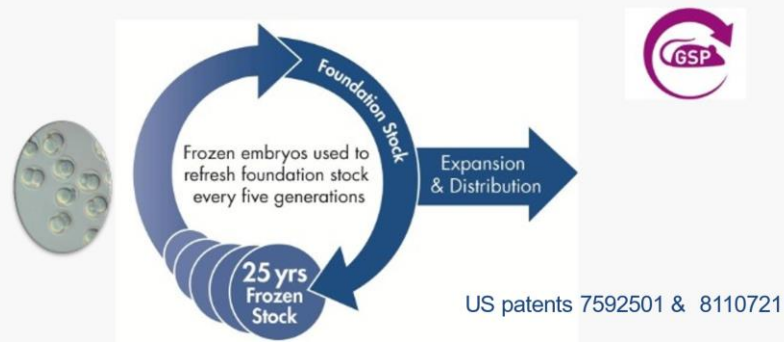 GSP
Foundation Stock
Frozen embryos used to
refresh foundation stock
every five generations
Expansion
& Distribution
25 yrs
Frozen
Stock
US patents 7592501 & 8110721